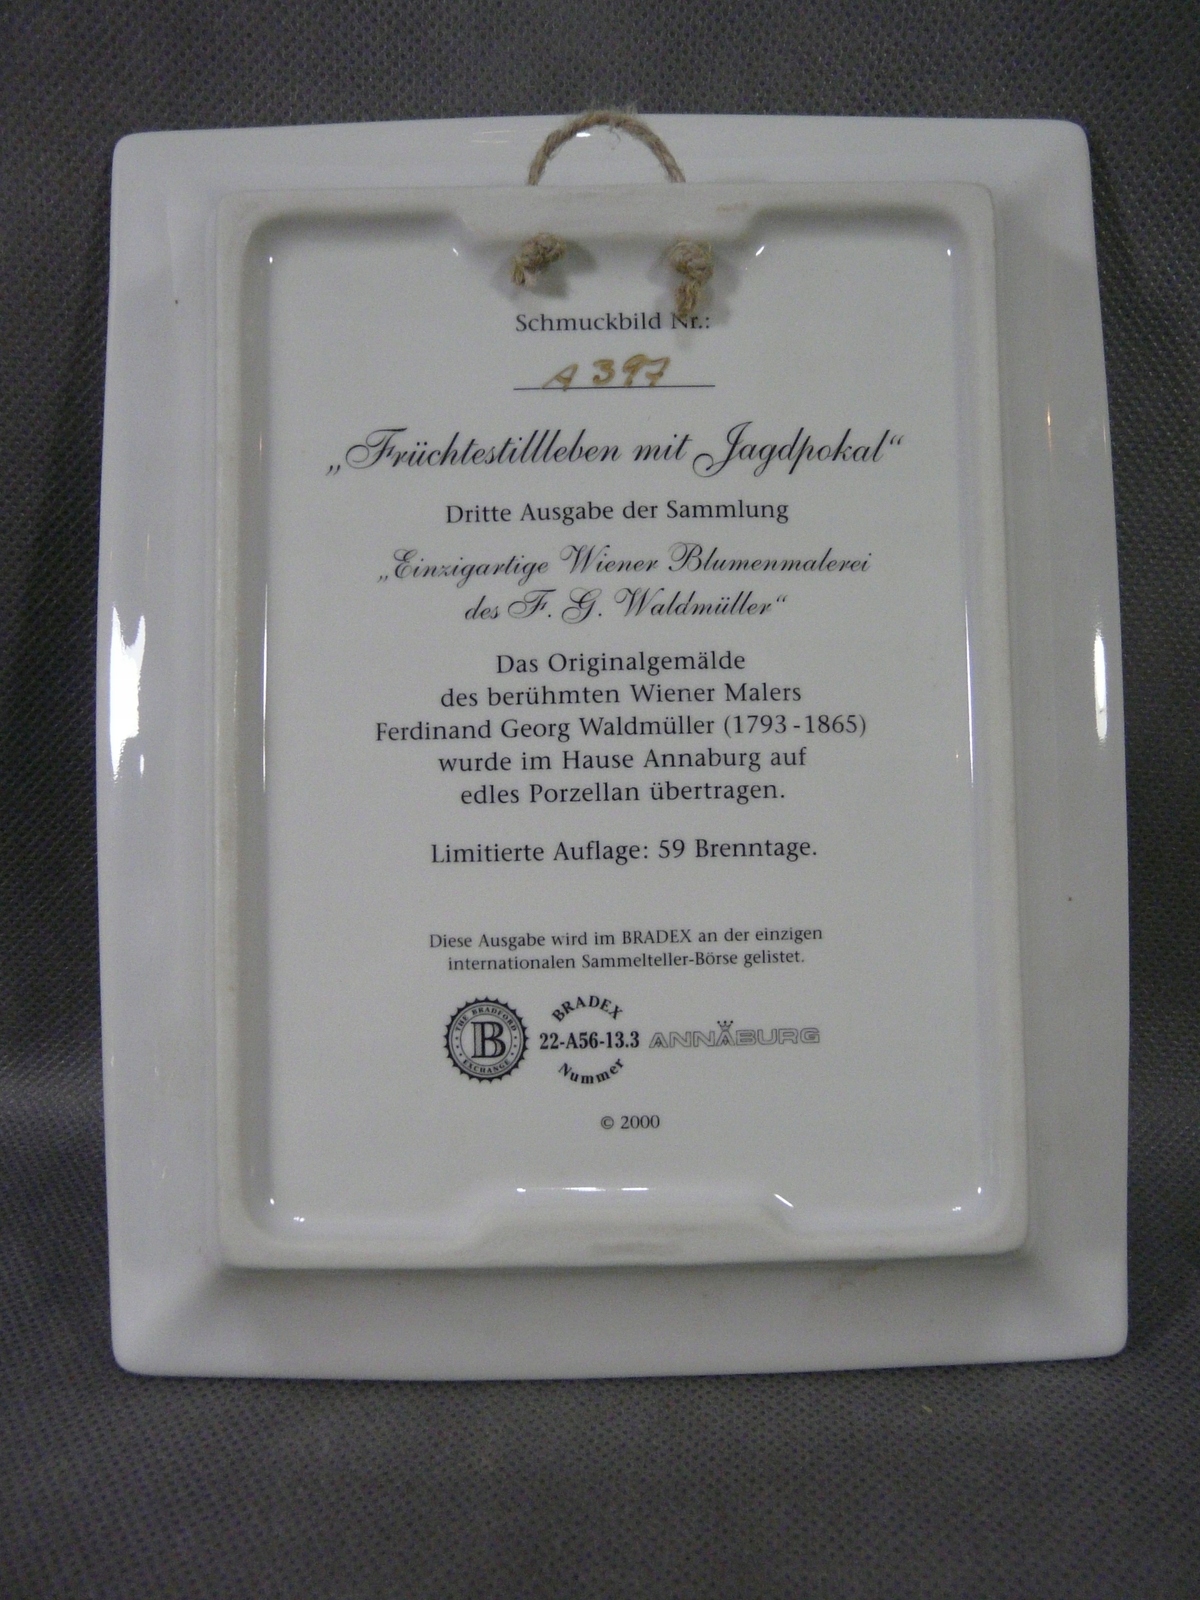 Schmuckbild Nr.:
A 397
„Früchtestillleben mit Jagdpokal“
Dritte Ausgabe der Sammlung
„Einzigartige Wiener Blumenmalerei
des F. G. Waldmüller“
Das Originalgemälde
des berühmten Wiener Malers
Ferdinand Georg Waldmüller (1793-1865)
wurde im Hause Annaburg auf
edles Porzellan übertragen.
Limitierte Auflage: 59 Brenntage.
Diese Ausgabe wird im BRADEX an der einzigen
internationalen Sammelteller-Börse gelistet.
THE BRADFORD
B
EXCHANGE
BRADEX
22-A56-13.3
Nummer
ANNABURG
© 2000